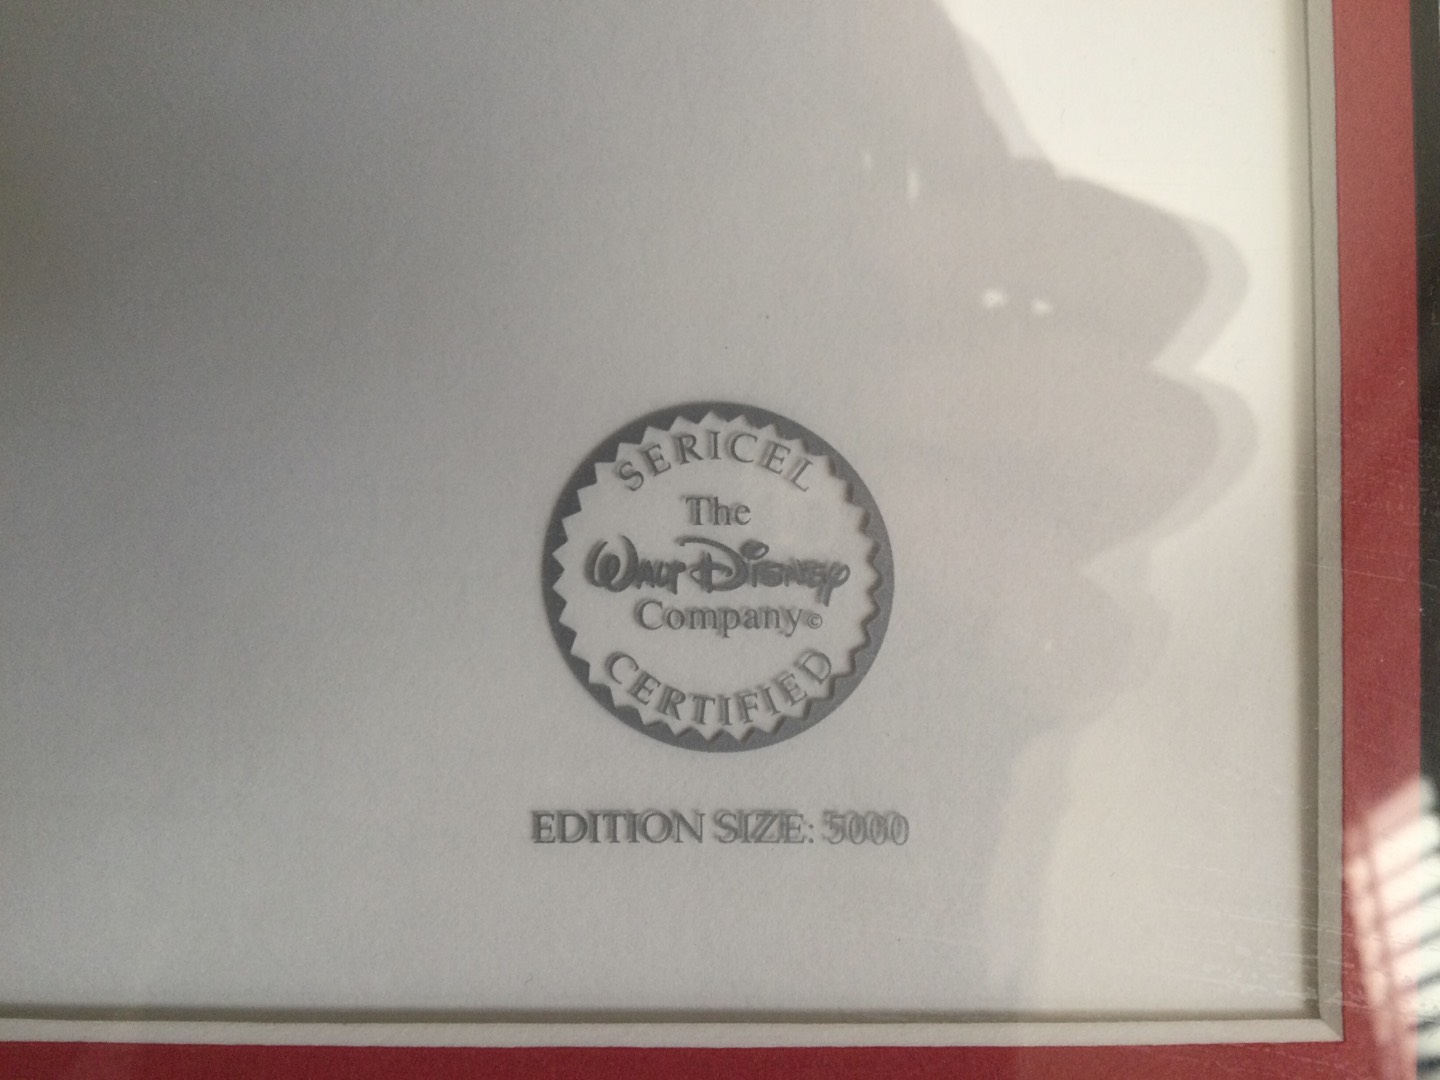 SERICEL
The
WALT DISNEY
Company©
CERTIFIED
EDITION SIZE: 5000